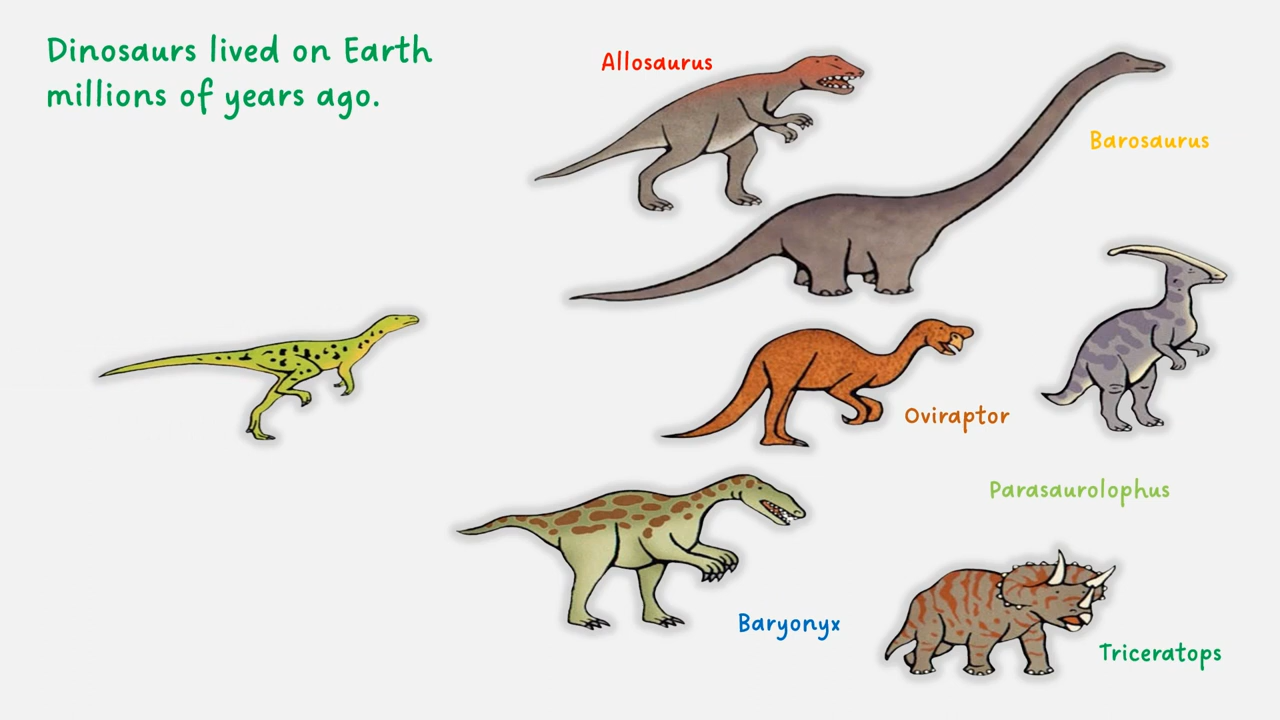 Dinosaurs lived on Earth
millions of years ago.
Allosaurus
Barosaurus
Oviraptor
Parasaurolophus
Baryonyx
Triceratops